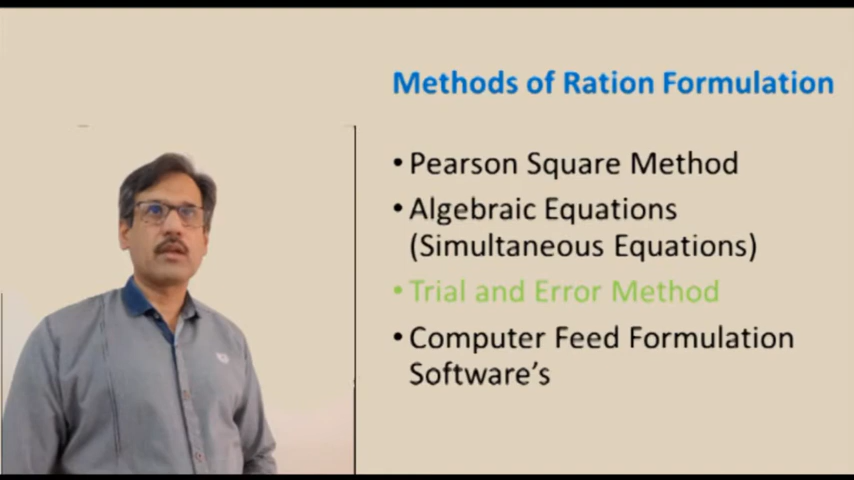 Methods of Ration Formulation
• Pearson Square Method
• Algebraic Equations
(Simultaneous Equations)
• Trial and Error Method
• Computer Feed Formulation
Software's